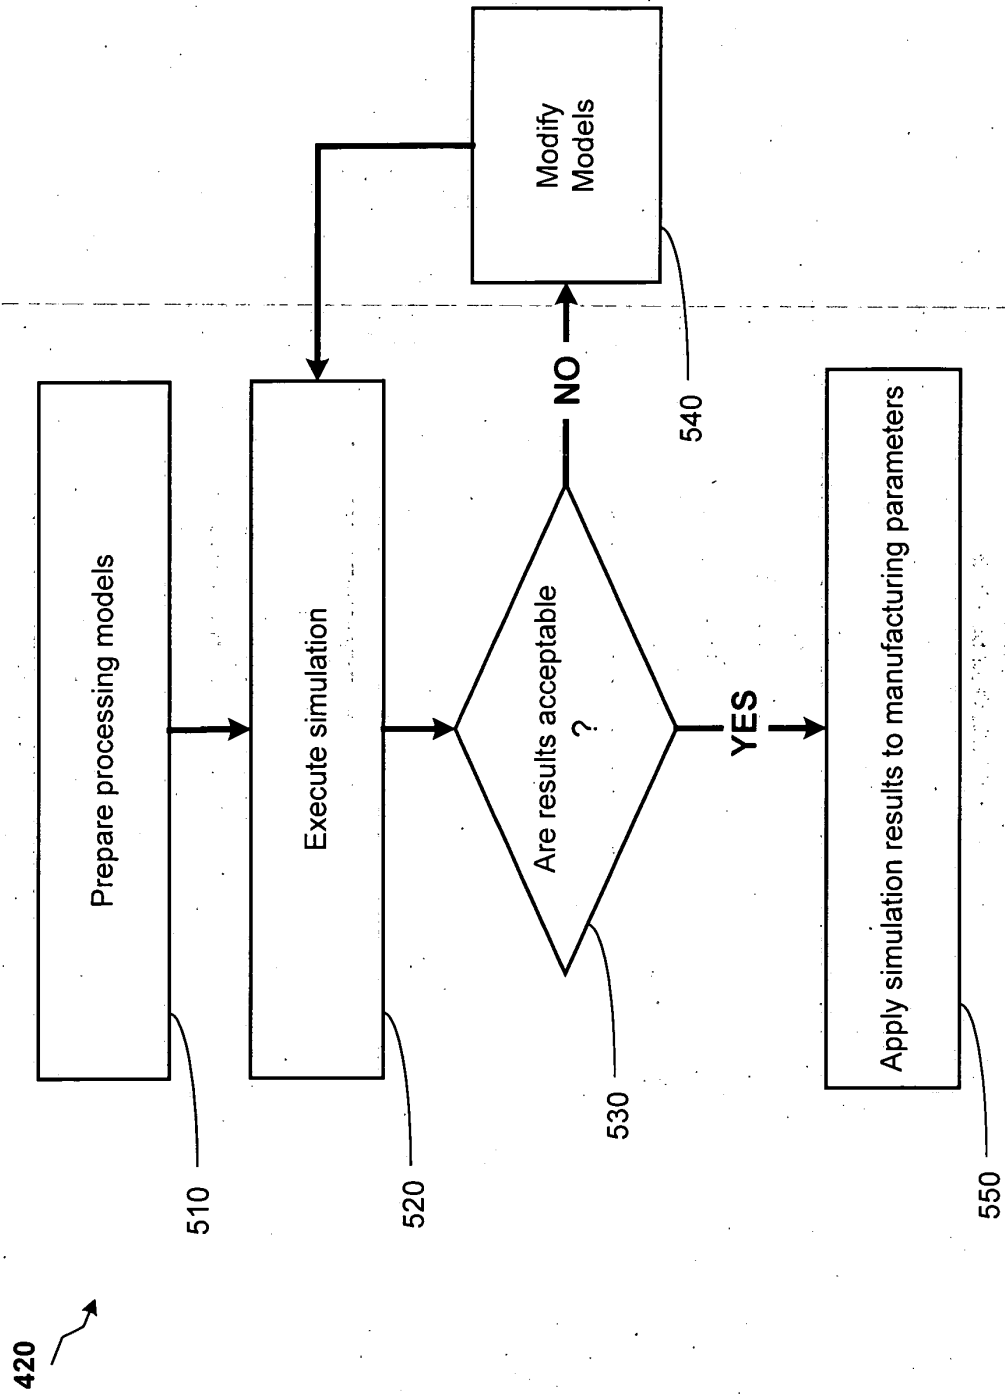 420
Prepare processing models
510
Execute simulation
520
Are results acceptable
?
530
NO
Modify
Models
540
YES
Apply simulation results to manufacturing parameters
550